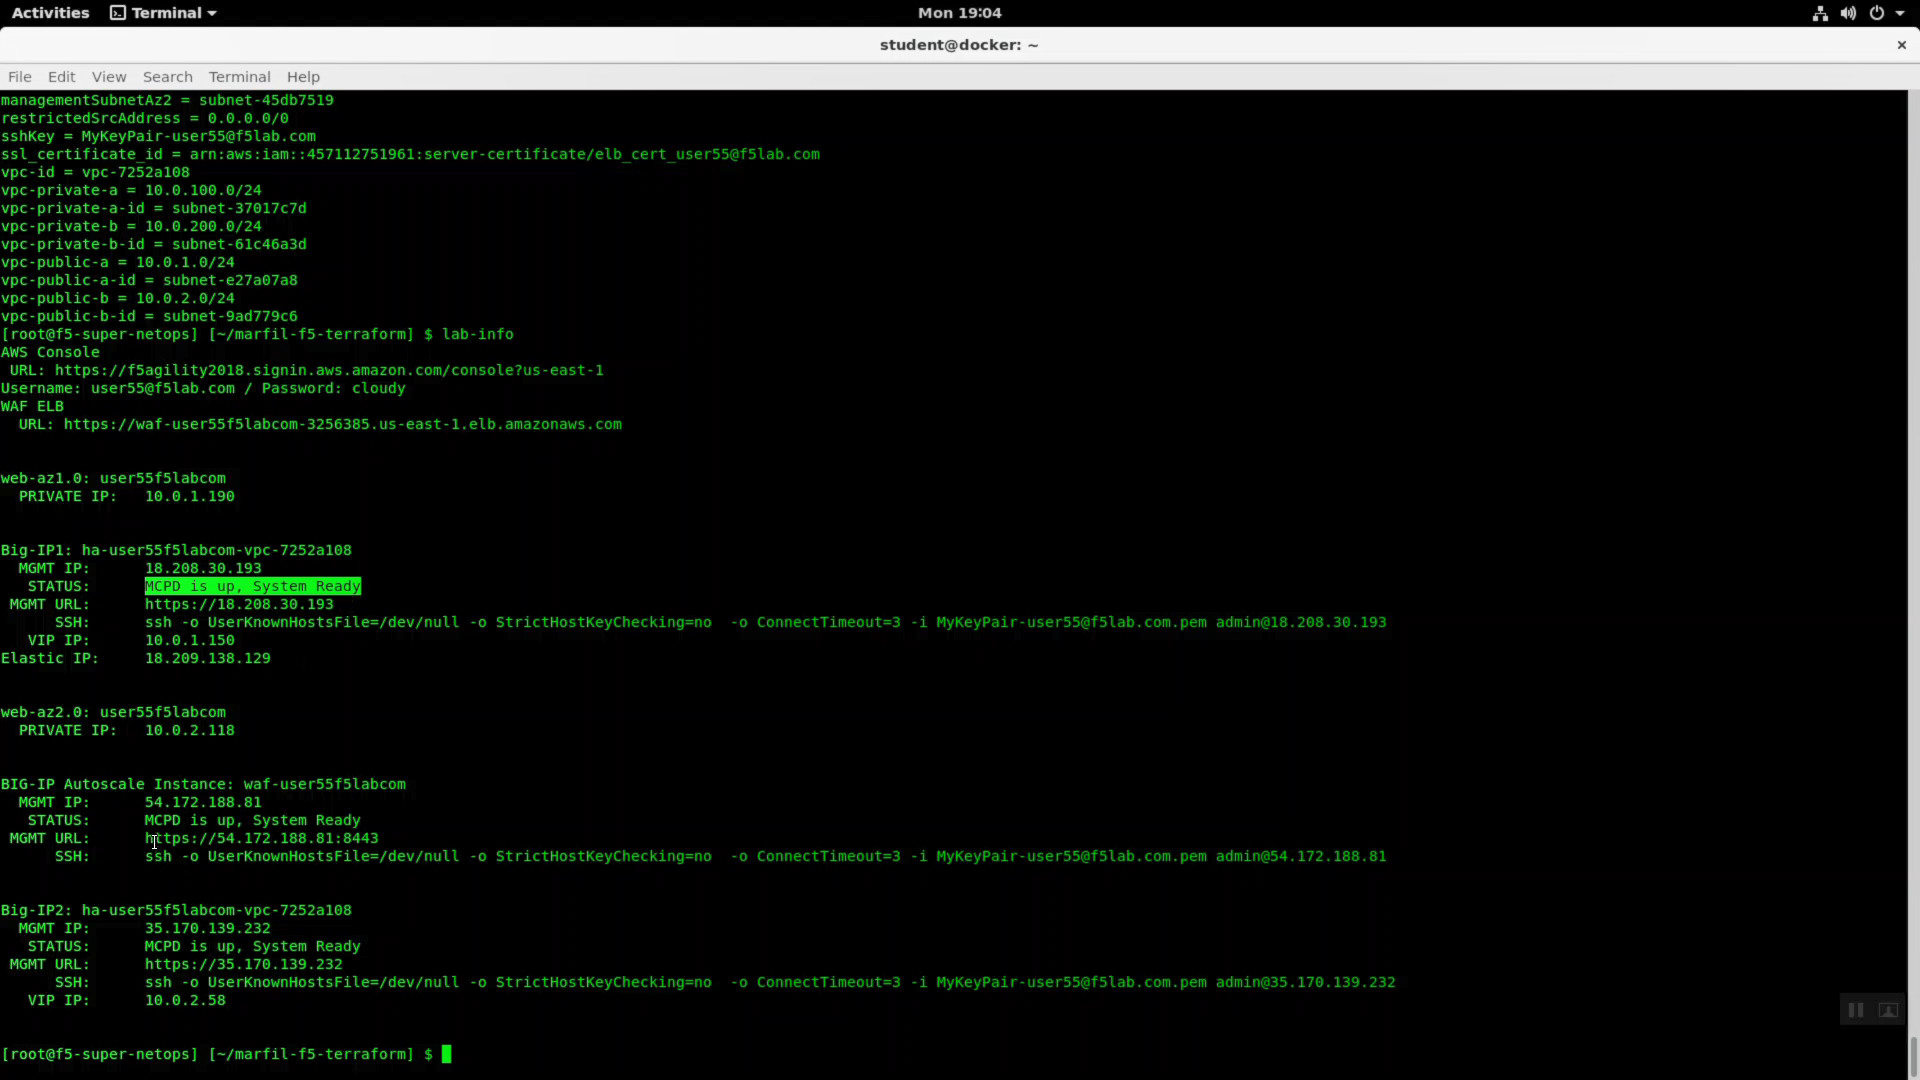 Activities Terminal Mon 19:04
student@docker: ~ ×
File Edit View Search Terminal Help
managementSubnetAz2 = subnet-45db7519
restrictedSrcAddress = 0.0.0.0/0
sshKey = MyKeyPair-user55@f5lab.com
ssl_certificate_id = arn:aws:iam::457112751961:server-certificate/elb_cert_user55@f5lab.com
vpc-id = vpc-7252a108
vpc-private-a = 10.0.100.0/24
vpc-private-a-id = subnet-37017c7d
vpc-private-b = 10.0.200.0/24
vpc-private-b-id = subnet-61c46a3d
vpc-public-a = 10.0.1.0/24
vpc-public-a-id = subnet-e27a07a8
vpc-public-b = 10.0.2.0/24
vpc-public-b-id = subnet-9ad779c6
[root@f5-super-netops] [~/marfil-f5-terraform] $ lab-info
AWS Console
URL: https://f5agility2018.signin.aws.amazon.com/console?us-east-1
Username: user55@f5lab.com / Password: cloudy
WAF ELB
URL: https://waf-user55f5labcom-3256385.us-east-1.elb.amazonaws.com
web-az1.0: user55f5labcom
PRIVATE IP: 10.0.1.190
Big-IP1: ha-user55f5labcom-vpc-7252a108
MGMT IP: 18.208.30.193
STATUS: MCPD is up, System Ready
MGMT URL: https://18.208.30.193
SSH: ssh -o UserKnownHostsFile=/dev/null -o StrictHostKeyChecking=no -o ConnectTimeout=3 -i MyKeyPair-user55@f5lab.com.pem admin@18.208.30.193
VIP IP: 10.0.1.150
Elastic IP: 18.209.138.129
web-az2.0: user55f5labcom
PRIVATE IP: 10.0.2.118
BIG-IP Autoscale Instance: waf-user55f5labcom
MGMT IP: 54.172.188.81
STATUS: MCPD is up, System Ready
MGMT URL: https://54.172.188.81:8443
SSH: ssh -o UserKnownHostsFile=/dev/null -o StrictHostKeyChecking=no -o ConnectTimeout=3 -i MyKeyPair-user55@f5lab.com.pem admin@54.172.188.81
Big-IP2: ha-user55f5labcom-vpc-7252a108
MGMT IP: 35.170.139.232
STATUS: MCPD is up, System Ready
MGMT URL: https://35.170.139.232
SSH: ssh -o UserKnownHostsFile=/dev/null -o StrictHostKeyChecking=no -o ConnectTimeout=3 -i MyKeyPair-user55@f5lab.com.pem admin@35.170.139.232
VIP IP: 10.0.2.58
[root@f5-super-netops] [~/marfil-f5-terraform] $